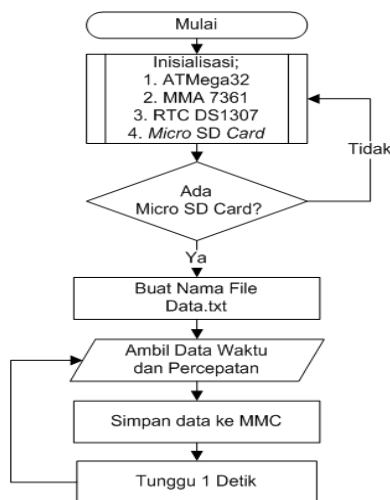 Mulai
Inisialisasi;
1. ATMega32
2. MMA 7361
3. RTC DS1307
4. Micro SD Card
Tidak
Ada
Micro SD Card?
Ya
Buat Nama File
Data.txt
Ambil Data Waktu
dan Percepatan
Simpan data ke MMC
Tunggu 1 Detik